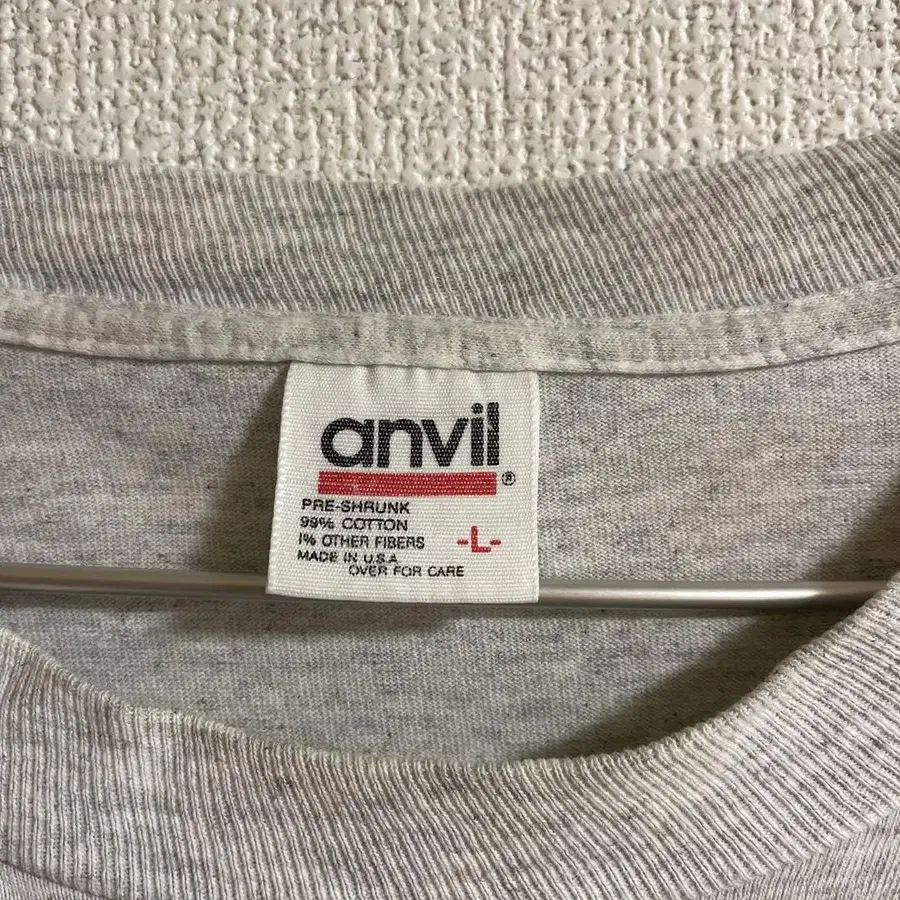 anvil®
PRE-SHRUNK
99% COTTON
1% OTHER FIBERS -L-
MADE IN U.S.A
OVER FOR CARE